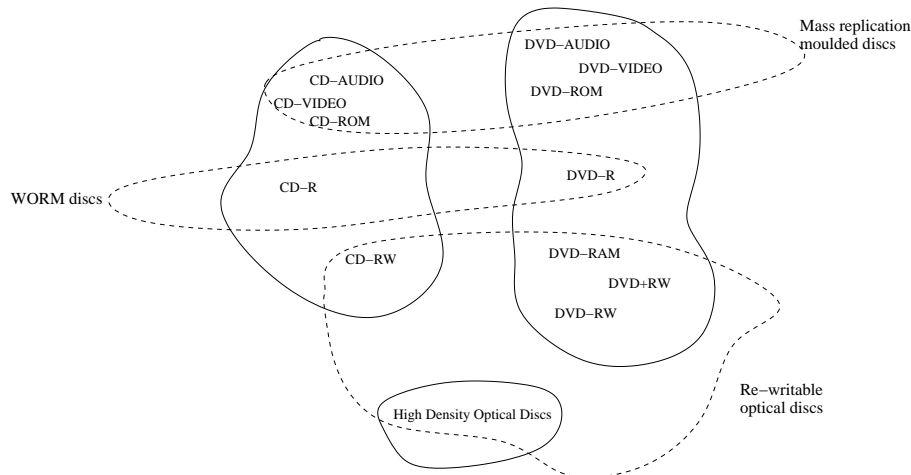 Mass replication
moulded discs
DVD−AUDIO
DVD−VIDEO
DVD−ROM
CD−AUDIO
CD−VIDEO
CD−ROM
WORM discs
CD−R
DVD−R
CD−RW
DVD−RAM
DVD+RW
DVD−RW
Re−writable
optical discs
High Density Optical Discs